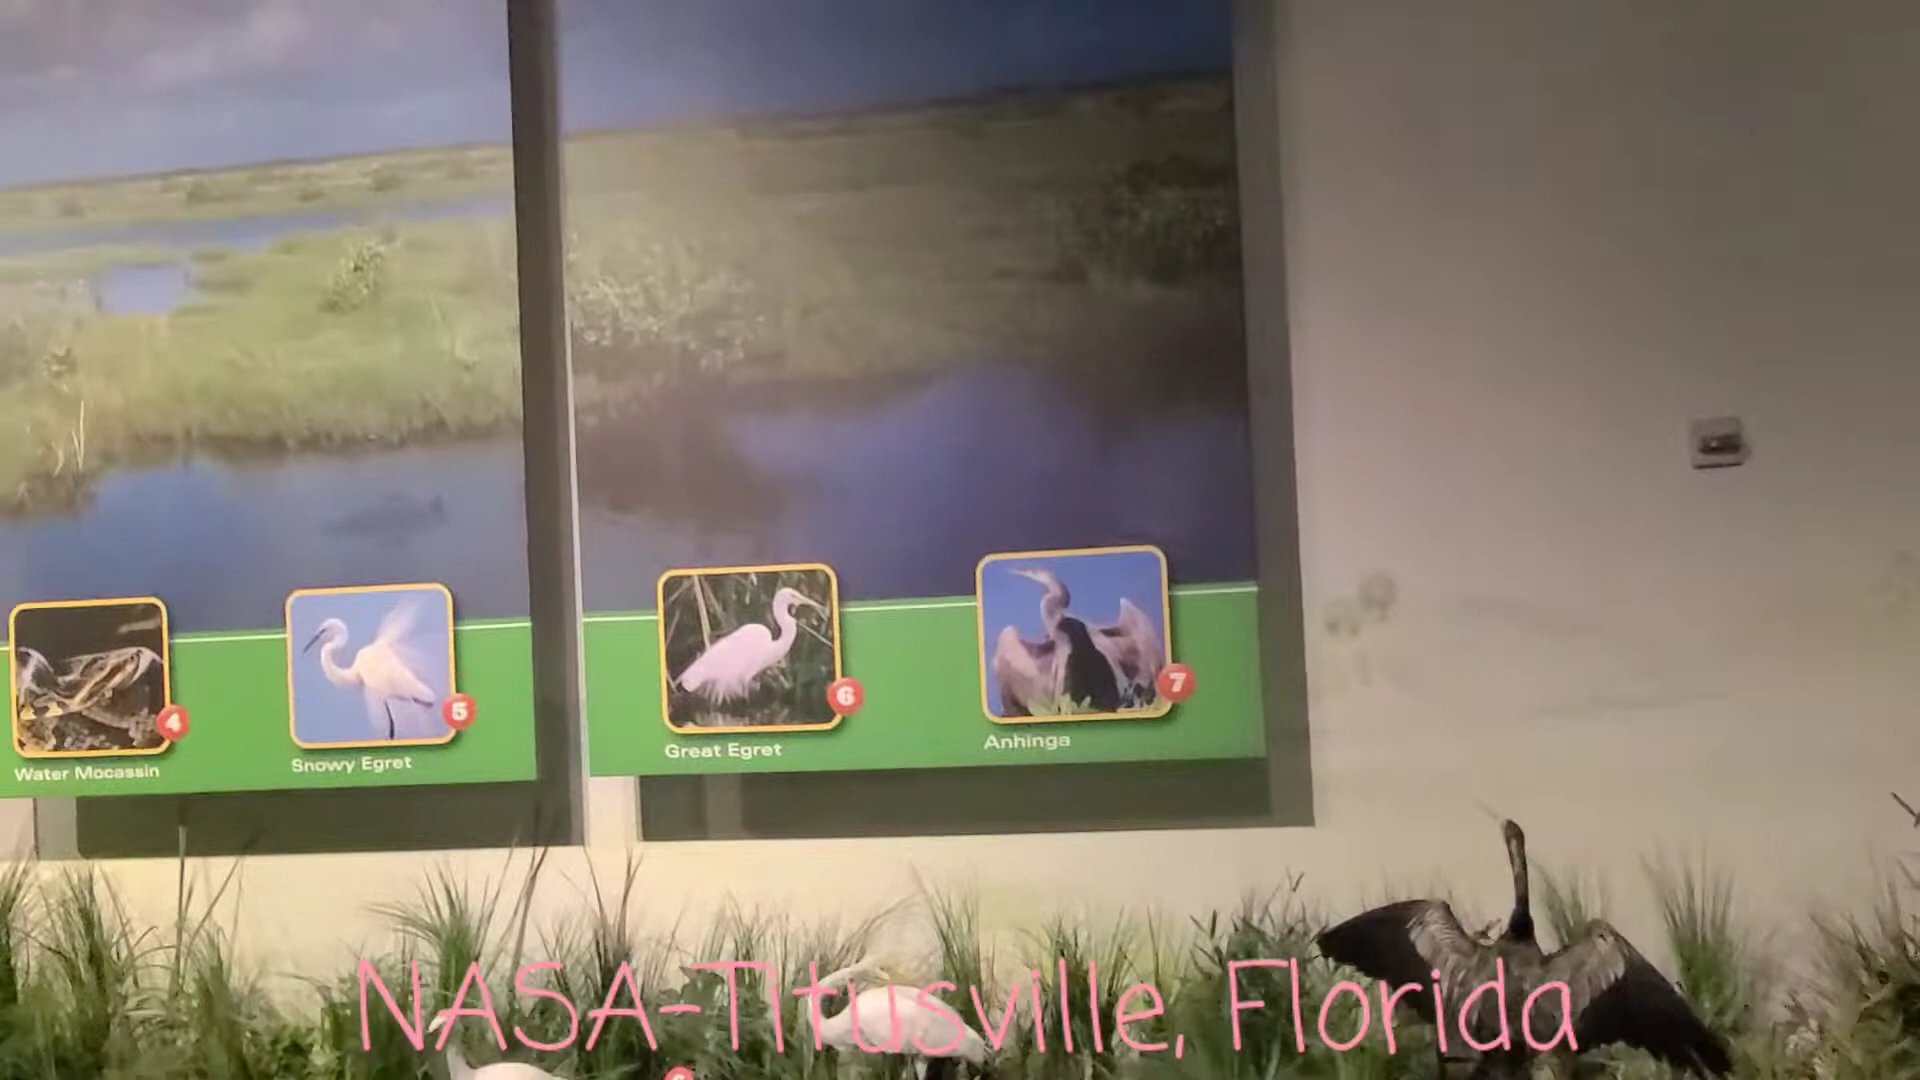 4
Water Mocassin
5
Snowy Egret
6
Great Egret
7
Anhinga
NASA-Titusville, Florida